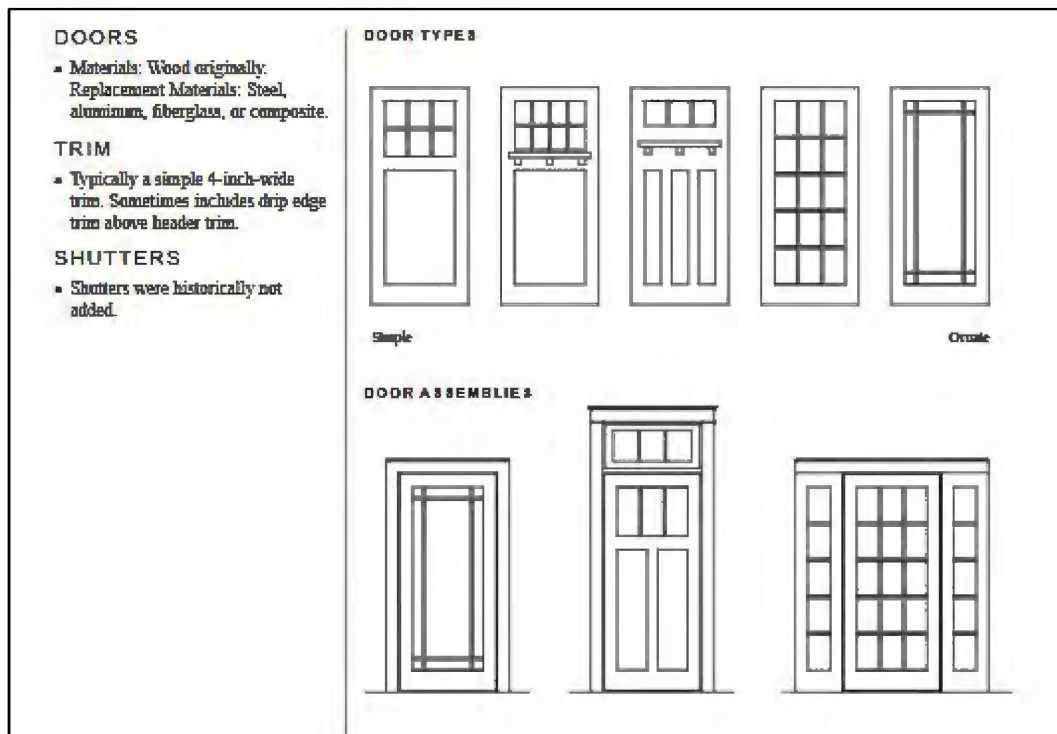 DOORS
▪ Materials: Wood originally.
Replacement Materials: Steel,
aluminum, fiberglass, or composite.
TRIM
▪ Typically a simple 4-inch-wide
trim. Sometimes includes drip edge
trim above header trim.
SHUTTERS
▪ Shutters were historically not
added.
DOOR TYPES
Simple
Ornate
DOOR ASSEMBLIES